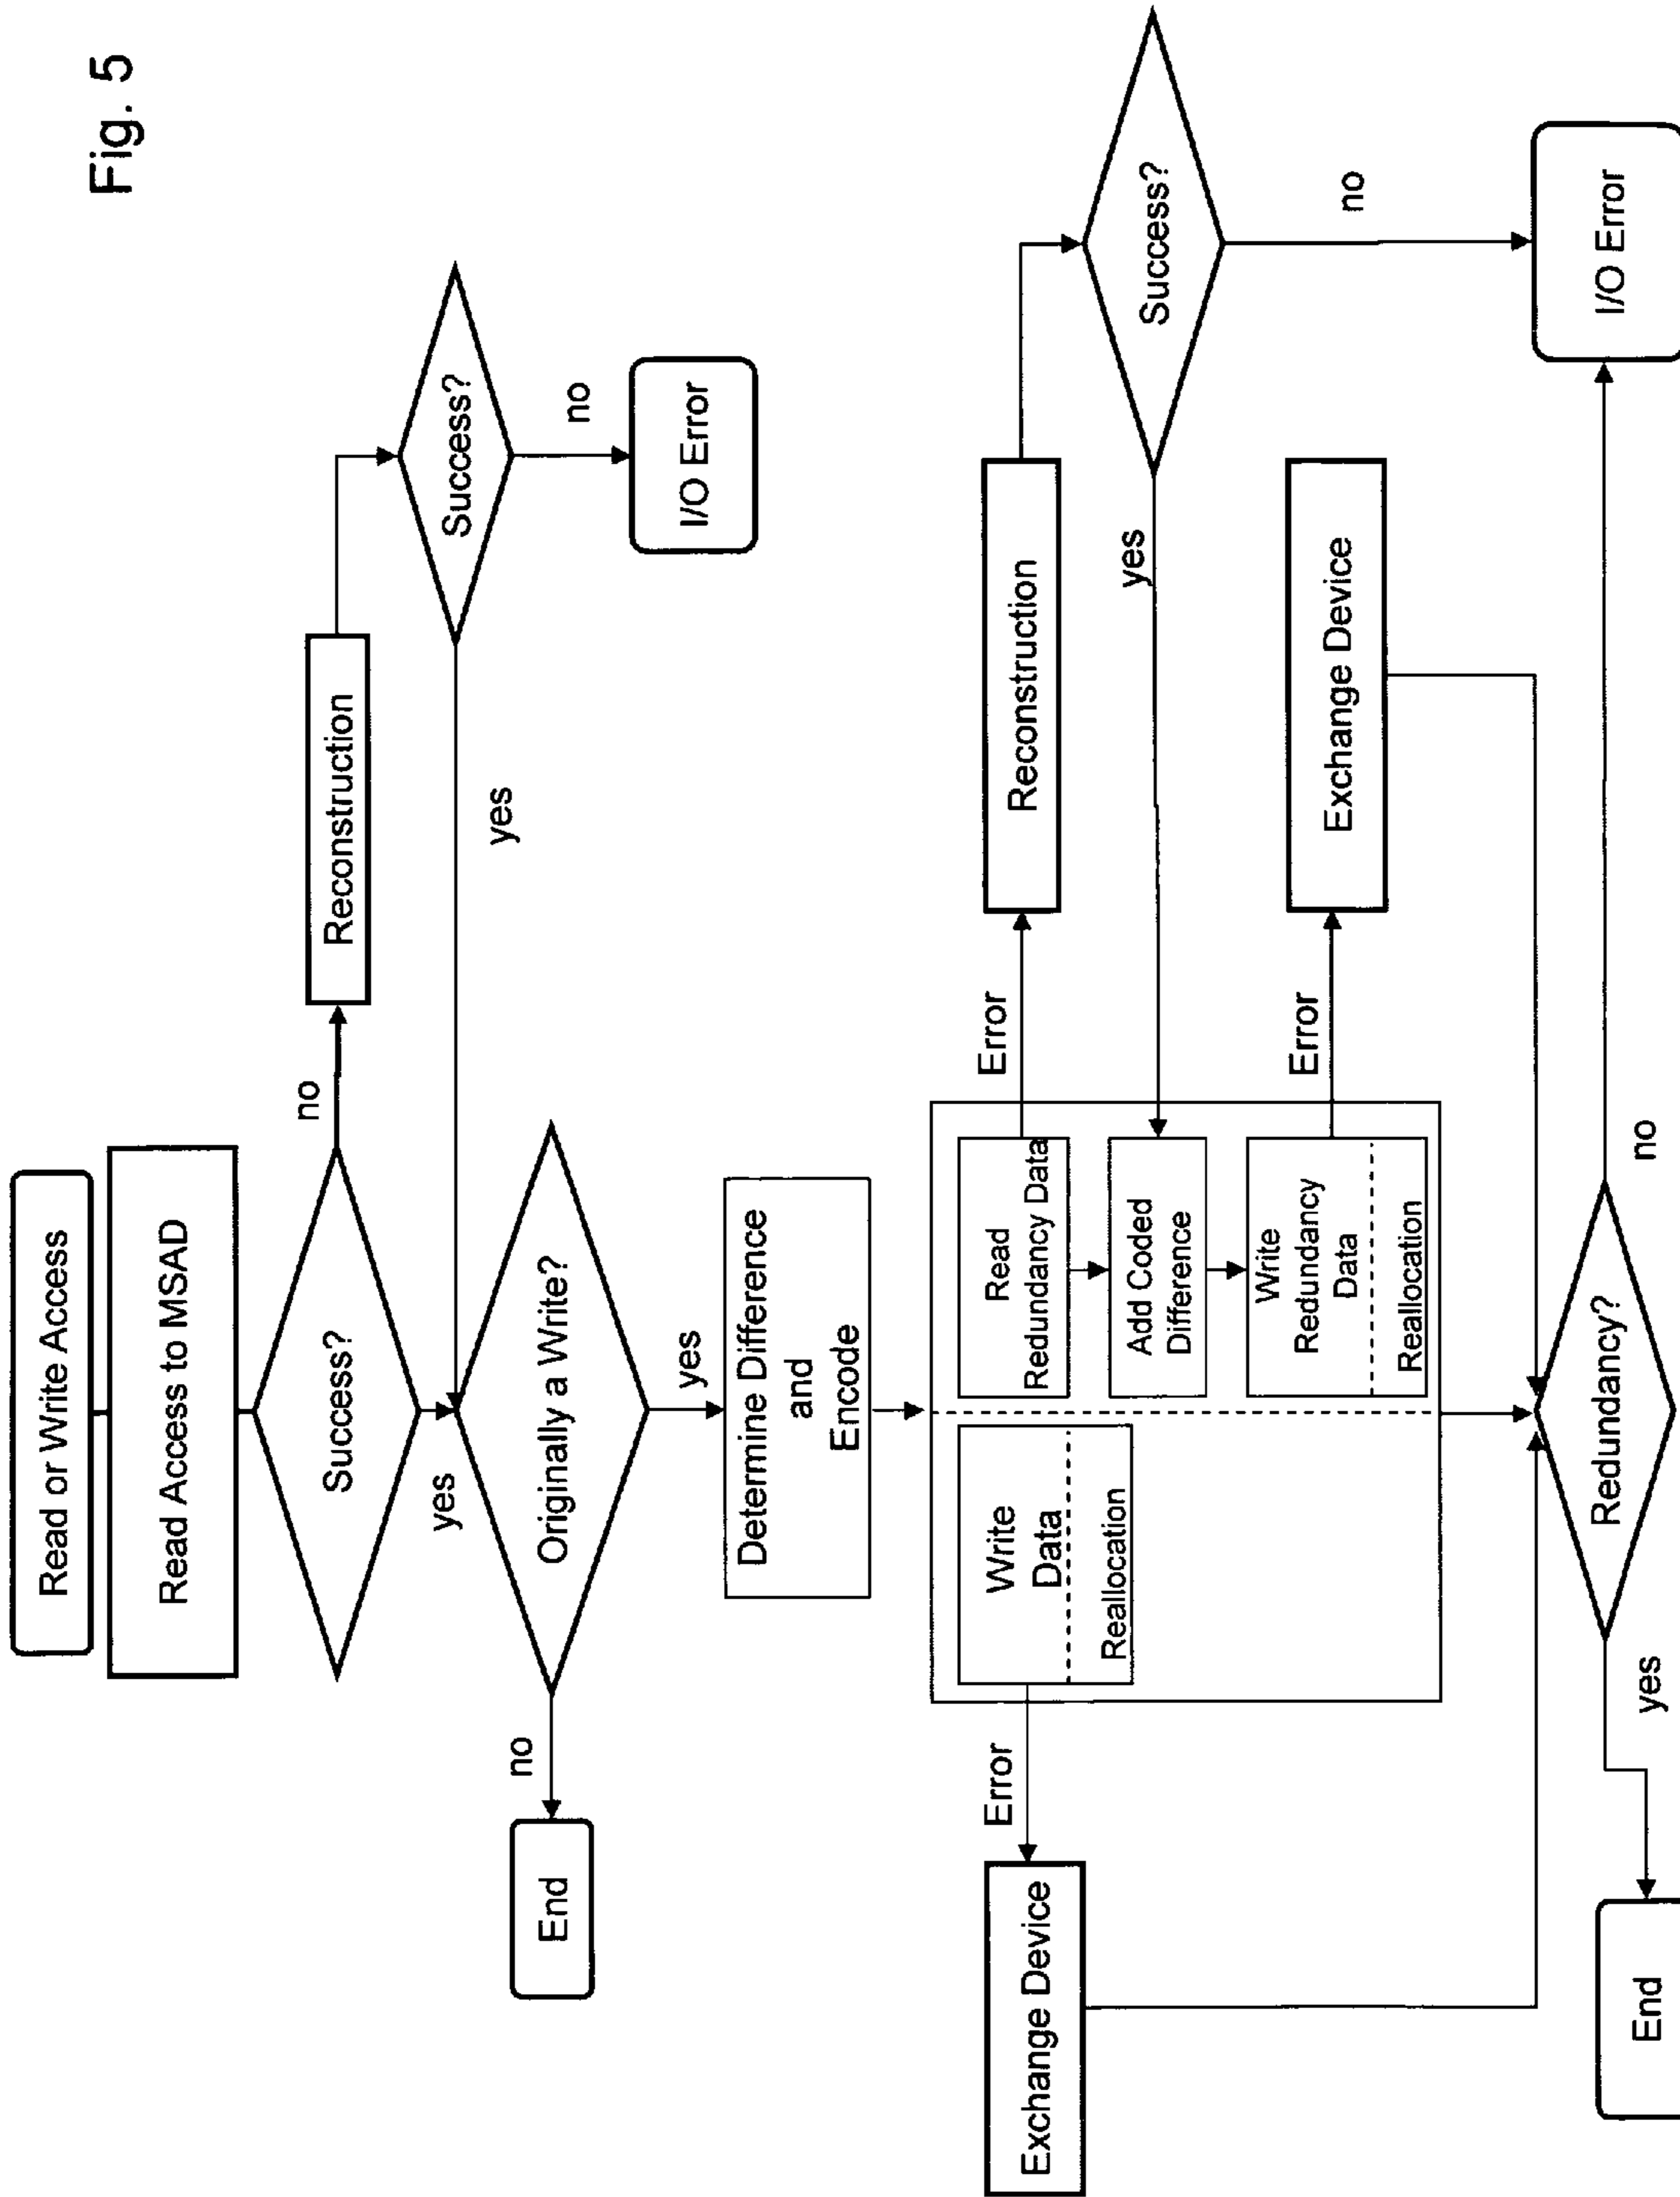 Fig. 5
Read or Write Access
Read Access to MSAD
Success?
no
Reconstruction
Success?
no
I/O Error
yes
yes
Originally a Write?
no
End
yes
Determine Difference
and
Encode
Write
Data
Reallocation
Error
Exchange Device
Read
Redundancy Data
Error
Reconstruction
Success?
yes
no
Add Coded
Difference
Write
Redundancy
Data
Reallocation
Error
Exchange Device
Redundancy?
yes
End
no
I/O Error